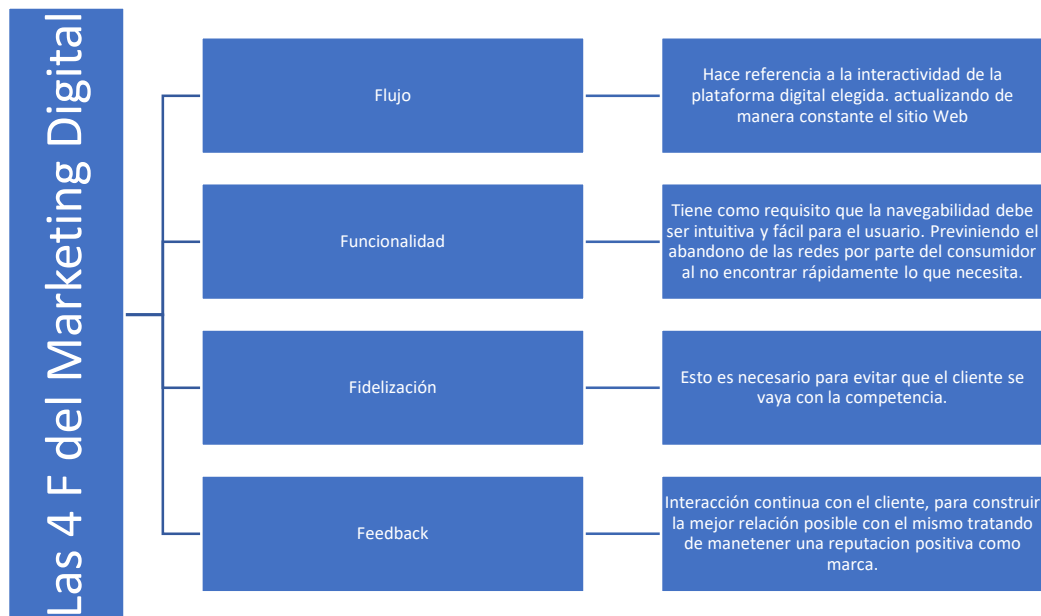 Las 4 F del Marketing Digital
Flujo
Hace referencia a la interactividad de la
plataforma digital elegida. actualizando de
manera constante el sitio Web
Funcionalidad
Tiene como requisito que la navegabilidad debe
ser intuitiva y fácil para el usuario. Previniendo el
abandono de las redes por parte del consumidor
al no encontrar rápidamente lo que necesita.
Fidelización
Esto es necesario para evitar que el cliente se
vaya con la competencia.
Feedback
Interacción continua con el cliente, para construir
la mejor relación posible con el mismo tratando
de manetener una reputacion positiva como
marca.